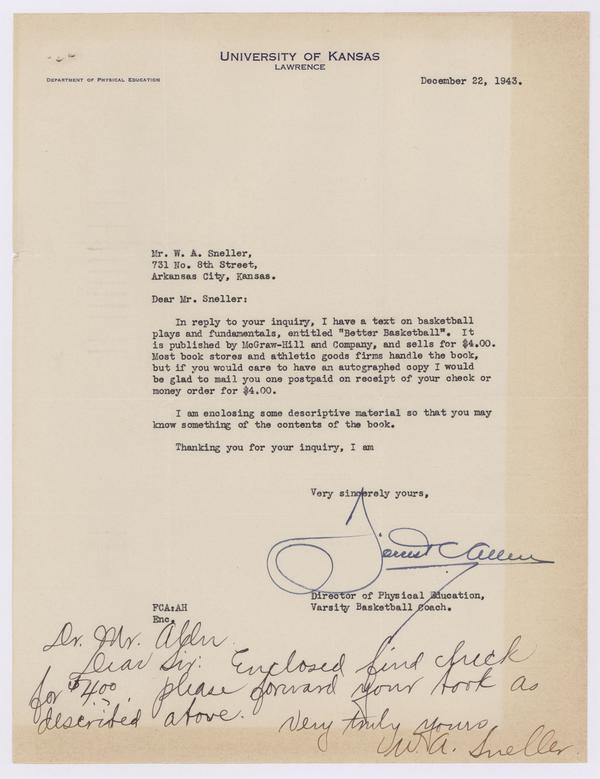 UNIVERSITY OF KANSAS
LAWRENCE
DEPARTMENT OF PHYSICAL EDUCATION
December 22, 1943.
Mr. W. A. Sneller,
731 No. 8th Street,
Arkansas City, Kansas.
Dear Mr. Sneller:
In reply to your inquiry, I have a text on basketball
plays and fundamentals, entitled "Better Basketball". It
is published by McGraw-Hill and Company, and sells for $4.00.
Most book stores and athletic goods firms handle the book,
but if you would care to have an autographed copy I would
be glad to mail you one postpaid on receipt of your check or
money order for $4.00.
I am enclosing some descriptive material so that you may
know something of the contents of the book.
Thanking you for your inquiry, I am
Very sincerely yours,
Forrest C. Allen
Director of Physical Education,
Varsity Basketball Coach.
FCA:AH
Enc.
Dr. Mr. Allen.
Dear Sir: Enclosed find check
for $4.00. please forward your book as
described above. Very truly yours
W. A. Sneller.